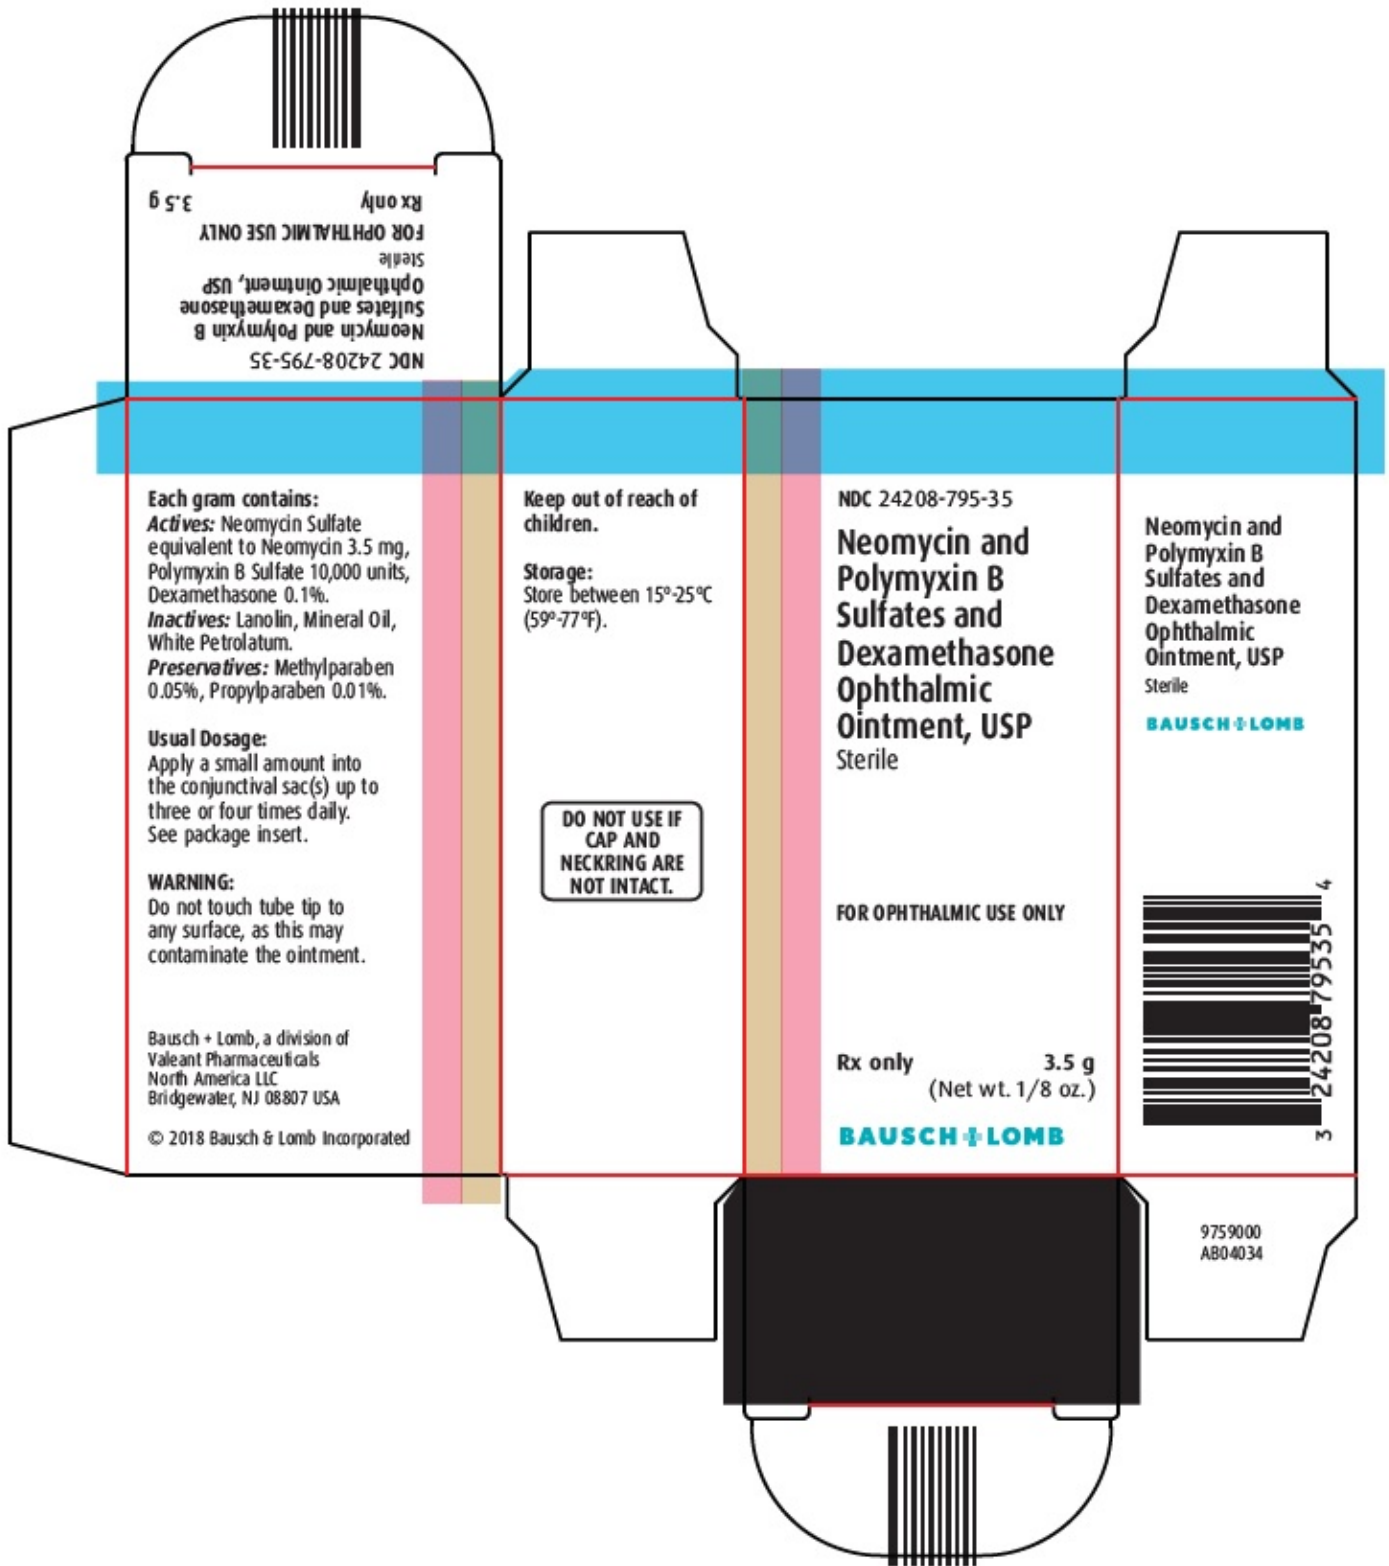 NDC 24208-795-35
Neomycin and Polymyxin B
Sulfates and Dexamethasone
Ophthalmic Ointment, USP
Sterile
FOR OPHTHALMIC USE ONLY
Rx only 3.5 g
Each gram contains:
Actives: Neomycin Sulfate
equivalent to Neomycin 3.5 mg,
Polymyxin B Sulfate 10,000 units,
Dexamethasone 0.1%.
Inactives: Lanolin, Mineral Oil,
White Petrolatum.
Preservatives: Methylparaben
0.05%, Propylparaben 0.01%.
Usual Dosage:
Apply a small amount into
the conjunctival sac(s) up to
three or four times daily.
See package insert.
WARNING:
Do not touch tube tip to
any surface, as this may
contaminate the ointment.
Bausch + Lomb, a division of
Valeant Pharmaceuticals
North America LLC
Bridgewater, NJ 08807 USA
© 2018 Bausch & Lomb Incorporated
Keep out of reach of
children.
Storage:
Store between 15º-25ºC
(59º-77ºF).
DO NOT USE IF
CAP AND
NECKRING ARE
NOT INTACT.
NDC 24208-795-35
Neomycin and
Polymyxin B
Sulfates and
Dexamethasone
Ophthalmic
Ointment, USP
Sterile
FOR OPHTHALMIC USE ONLY
Rx only 3.5 g
(Net wt. 1/8 oz.)
BAUSCH + LOMB
Neomycin and
Polymyxin B
Sulfates and
Dexamethasone
Ophthalmic
Ointment, USP
Sterile
BAUSCH + LOMB
3 24208 79535 4
9759000
AB04034